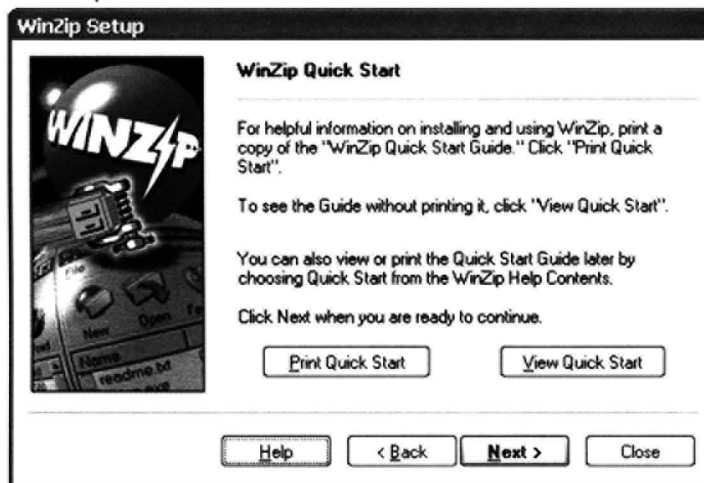 WinZip Setup
WinZip Quick Start
WINZIP
For helpful information on installing and using WinZip, print a
copy of the "WinZip Quick Start Guide." Click "Print Quick
Start".
To see the Guide without printing it, click "View Quick Start".
You can also view or print the Quick Start Guide later by
choosing Quick Start from the WinZip Help Contents.
Click Next when you are ready to continue.
File
New Open
Name
readme.txt
Print Quick Start View Quick Start
Help < Back Next > Close